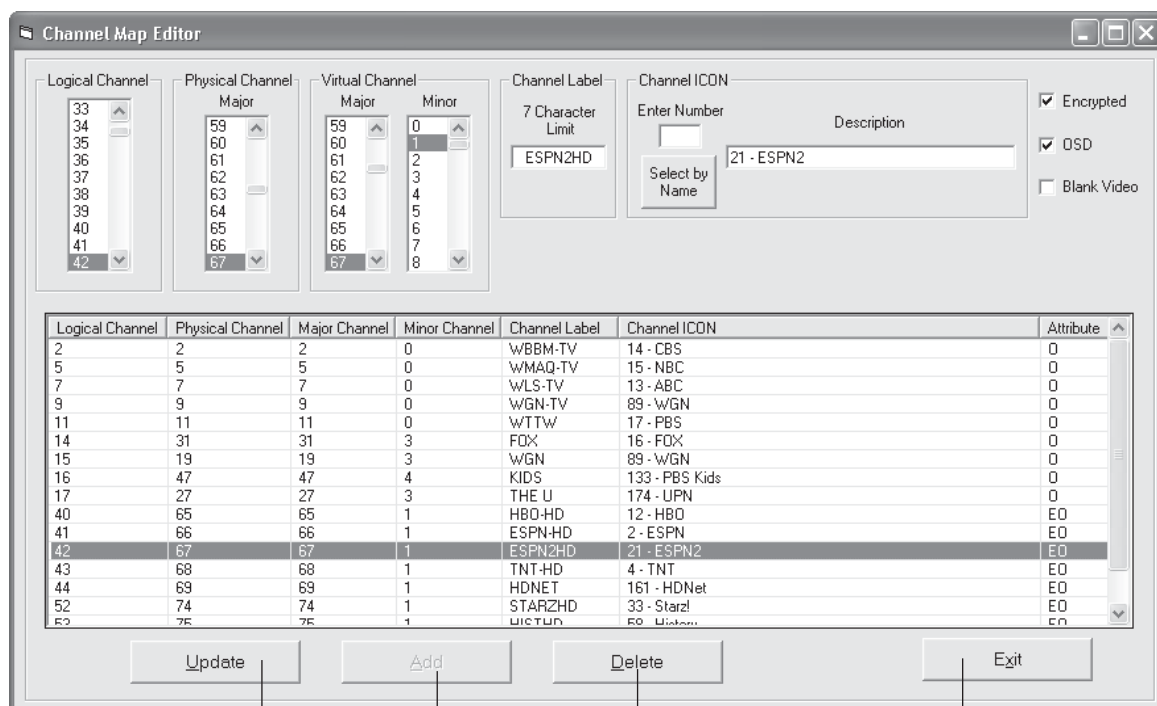 Channel Map Editor
Logical Channel
33
34
35
36
37
38
39
40
41
42
Physical Channel
Major
59
60
61
62
63
64
65
66
67
Virtual Channel
Major
59
60
61
62
63
64
65
66
67
Minor
0
1
2
3
4
5
6
7
8
Channel Label
7 Character
Limit
ESPN2HD
Channel ICON
Enter Number
Select by
Name
Description
21 - ESPN2
Encrypted
OSD
Blank Video
Logical Channel Physical Channel Major Channel Minor Channel Channel Label Channel ICON Attribute
2 2 2 0 WBBM-TV 14 - CBS O
5 5 5 0 WMAQ-TV 15 - NBC O
7 7 7 0 WLS-TV 13 - ABC O
9 9 9 0 WGN-TV 89 - WGN O
11 11 11 0 WTTW 17 - PBS O
14 31 31 3 FOX 16 - FOX O
15 19 19 3 WGN 89 - WGN O
16 47 47 4 KIDS 133 - PBS Kids O
17 27 27 3 THE U 174 - UPN O
40 65 65 1 HBO-HD 12 - HBO EO
41 66 66 1 ESPN-HD 2 - ESPN EO
42 67 67 1 ESPN2HD 21 - ESPN2 EO
43 68 68 1 TNT-HD 4 - TNT EO
44 69 69 1 HDNET 161 - HDNet EO
52 74 74 1 STARZHD 33 - Starz! EO
53 75 75 1 HISTHD 58 - History EO
Update Add Delete Exit